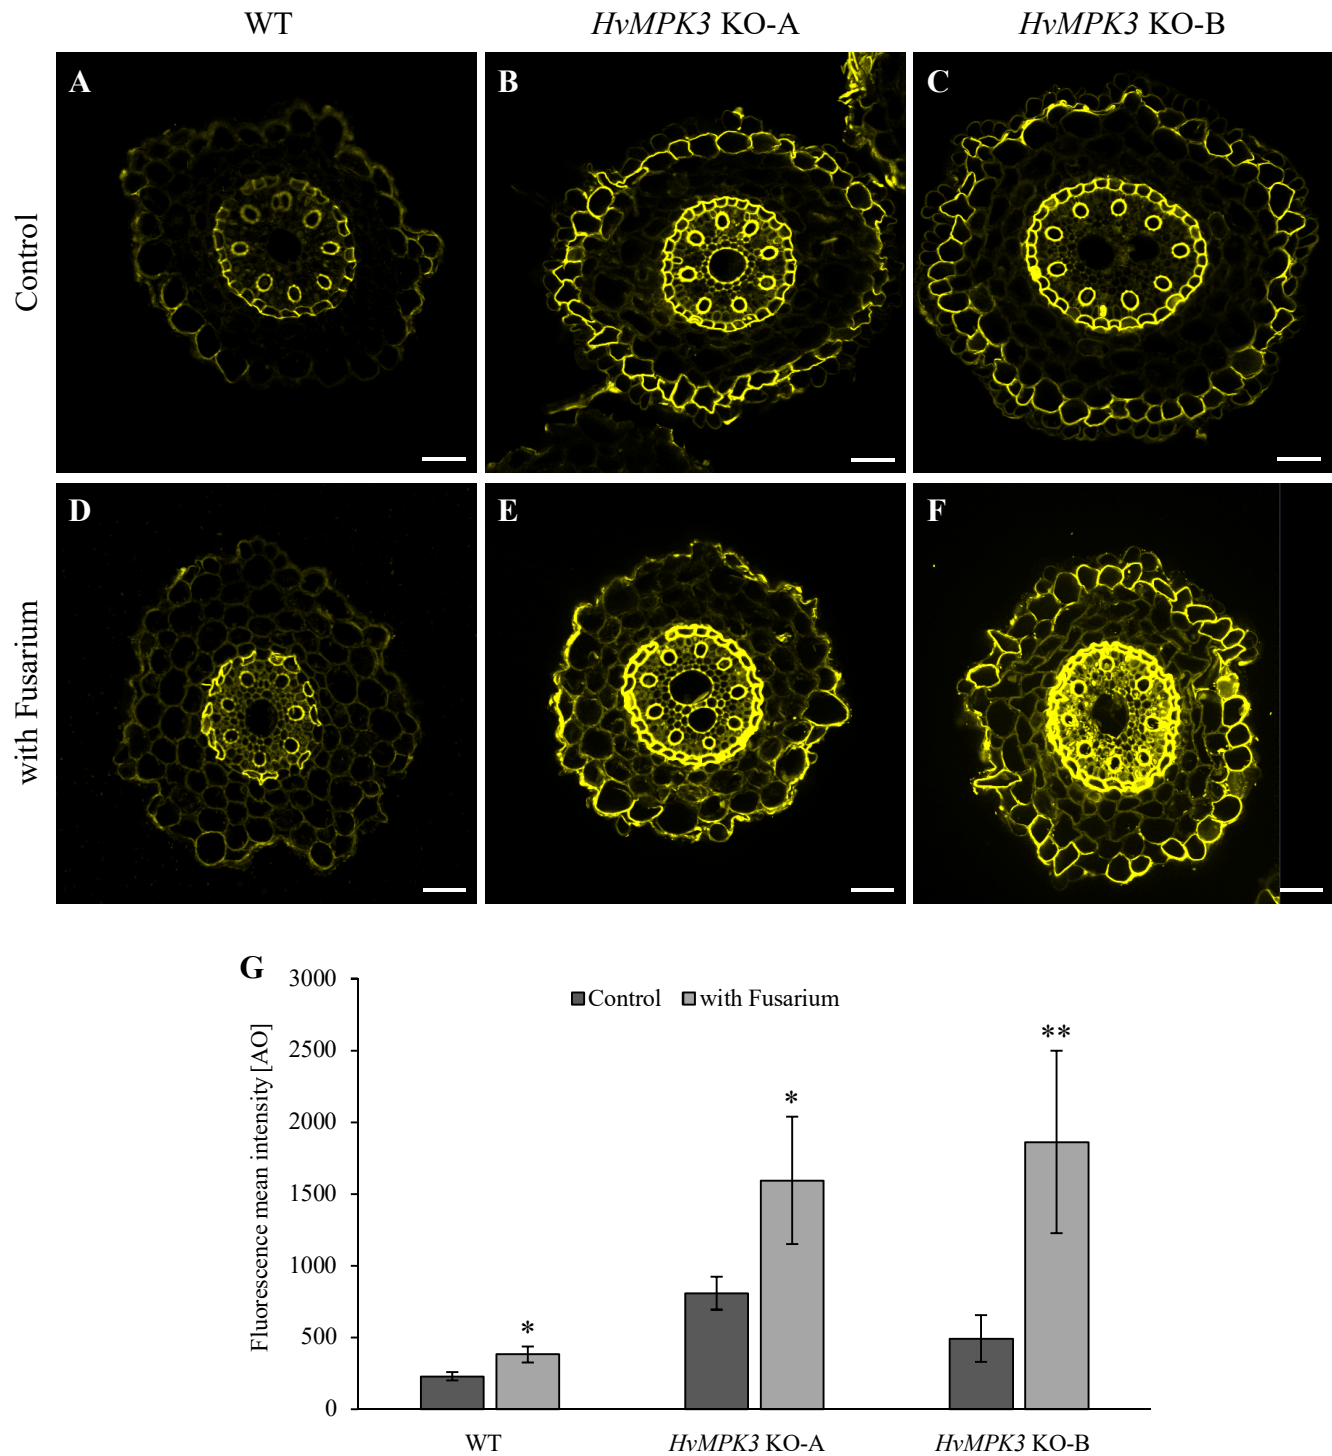 WT HvMPK3 KO-A HvMPK3 KO-B
Control
A B C
with Fusarium
D E F
G
Fluorescence mean intensity [AO]
3000
2500
2000
1500
1000
500
0
Control with Fusarium
*
*
**
WT HvMPK3 KO-A HvMPK3 KO-B